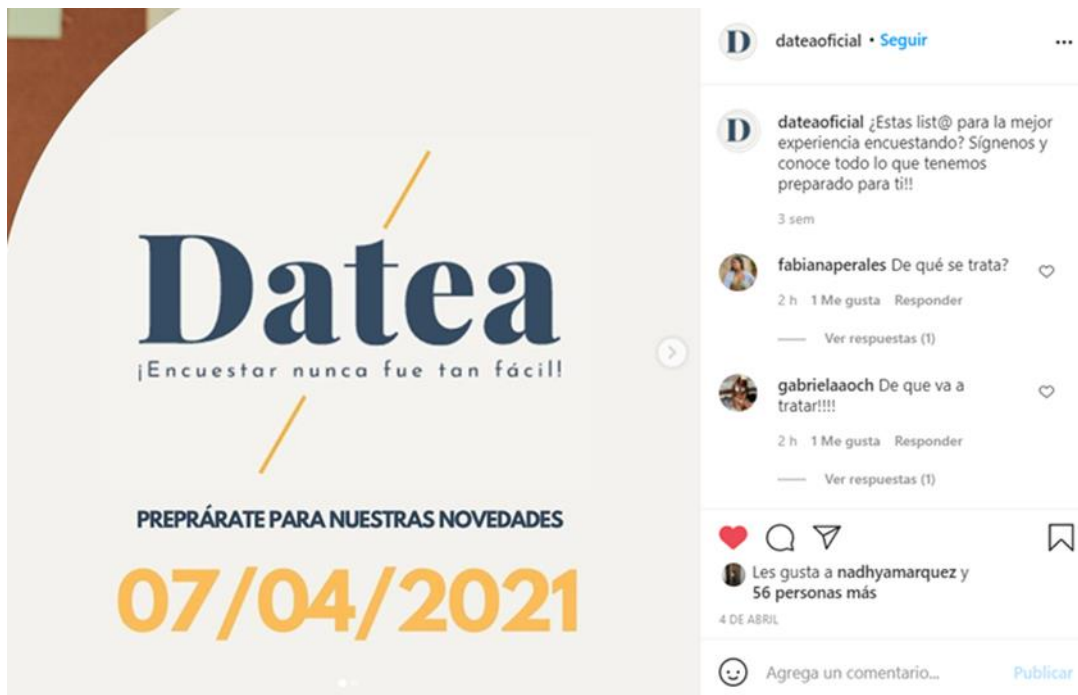 Datea
¡Encuestar nunca fue tan fácil!
PREPRÁRATE PARA NUESTRAS NOVEDADES
07/04/2021
D dateaoficial • Seguir
D dateaoficial ¿Estas list@ para la mejor
experiencia encuestando? Sígnenos y
conoce todo lo que tenemos
preparado para ti!!
3 sem
fabianaperales De qué se trata?
2 h 1 Me gusta Responder
Ver respuestas (1)
gabrielaaoch De que va a
tratar!!!!
2 h 1 Me gusta Responder
Ver respuestas (1)
Les gusta a nadhyamarquez y
56 personas más
4 DE ABRIL
Agrega un comentario... Publicar